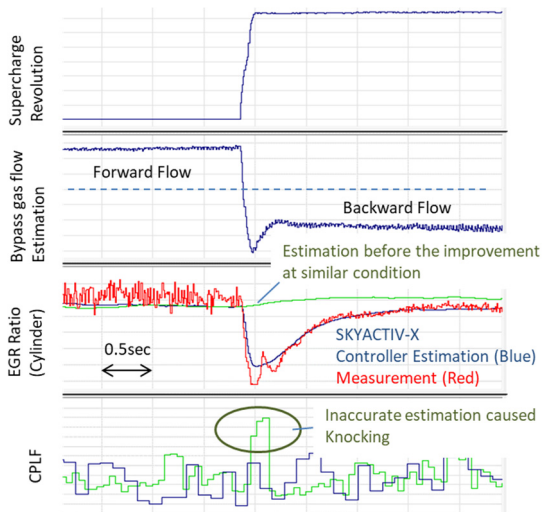 Supercharge
Revolution
Bypass gas flow
Estimation
Forward Flow
Backward Flow
Estimation before the improvement
at similar condition
EGR Ratio
(Cylinder)
0.5sec
SKYACTIV-X
Controller Estimation (Blue)
Measurement (Red)
Inaccurate estimation caused
Knocking
CPLF